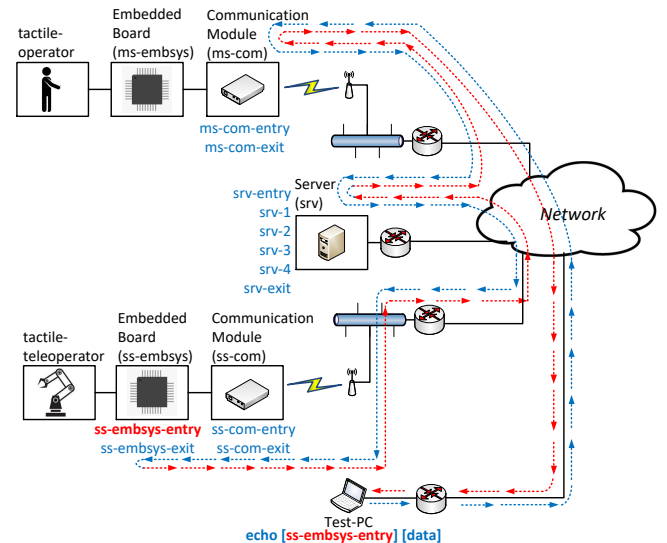 tactile-
operator
Embedded
Board
(ms-embsys)
Communication
Module
(ms-com)
ms-com-entry
ms-com-exit
Server
(srv)
srv-entry
srv-1
srv-2
srv-3
srv-4
srv-exit
Network
tactile-
teleoperator
Embedded
Board
(ss-embsys)
Communication
Module
(ss-com)
ss-embsys-entry
ss-embsys-exit
ss-com-entry
ss-com-exit
Test-PC
echo [ss-embsys-entry] [data]